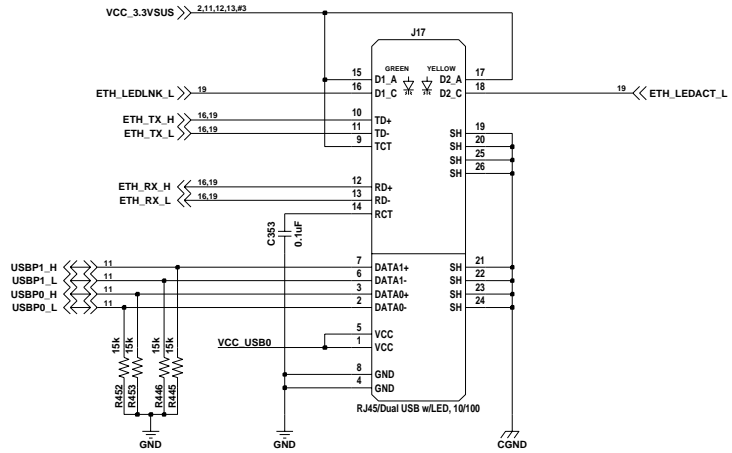 VCC_3.3VSUS 2,11,12,13,#3
J17
GREEN YELLOW
15 D1_A D2_A 17
ETH_LEDLNK_L 19 16 D1_C D2_C 18 19 ETH_LEDACT_L
ETH_TX_H 16,19 10 TD+
ETH_TX_L 16,19 11 TD- SH 19
9 TCT SH 20
SH 25
SH 26
ETH_RX_H 16,19 12 RD+
ETH_RX_L 16,19 13 RD-
14 RCT
C353
0.1uF
USBP1_H 11 7 DATA1+ SH 21
USBP1_L 11 6 DATA1- SH 22
USBP0_H 11 3 DATA0+ SH 23
USBP0_L 11 2 DATA0- SH 24
15k 15k 15k 15k
5 VCC
VCC_USB0 1 VCC
8 GND
4 GND
R452 R453 R446 R445
RJ45/Dual USB w/LED, 10/100
GND GND CGND